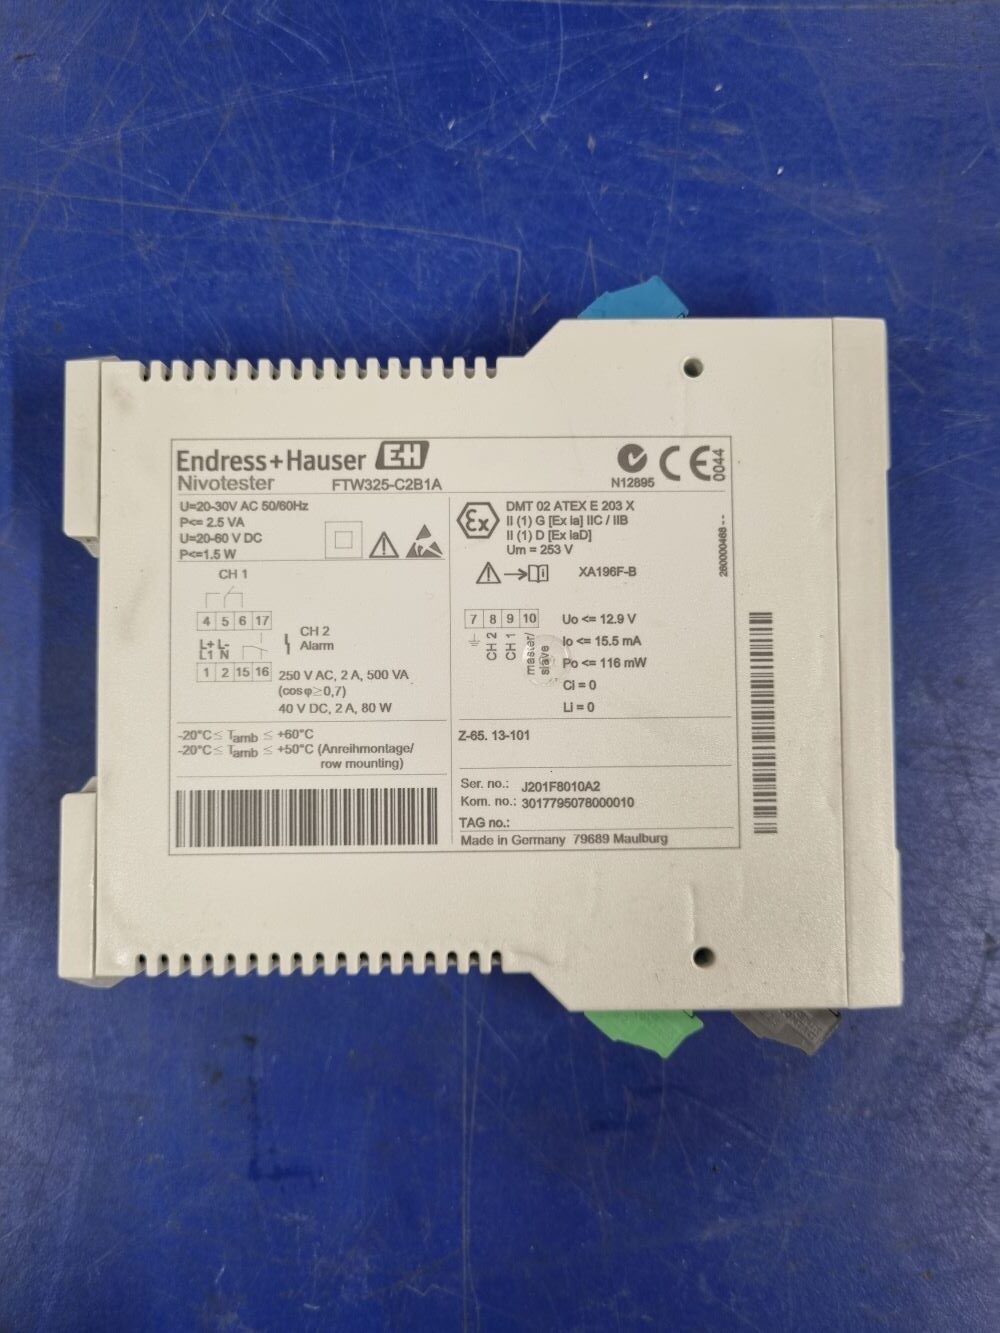 Endress+Hauser EH
Nivotester FTW325-C2B1A
N12895
0044
U=20-30V AC 50/60Hz
P<= 2.5 VA
U=20-60 V DC
P<=1.5 W
CH 1
4 5 6 17
L+ L-
L1 N
1 2 15 16
CH 2
Alarm
250 V AC, 2 A, 500 VA
(cosφ≥0,7)
40 V DC, 2 A, 80 W
-20°C≤ Tamb ≤ +60°C
-20°C≤ Tamb ≤ +50°C (Anreihmontage/
row mounting)
Ex
DMT 02 ATEX E 203 X
II (1) G [Ex ia] IIC / IIB
II (1) D [Ex iaD]
Um = 253 V
XA196F-B
260000468--
7 8 9 10
CH 2
CH 1
master/
slave
Uo <= 12.9 V
Io <= 15.5 mA
Po <= 116 mW
Ci = 0
Li = 0
Z-65. 13-101
Ser. no.: J201F8010A2
Kom. no.: 3017795078000010
TAG no.:
Made in Germany 79689 Maulburg